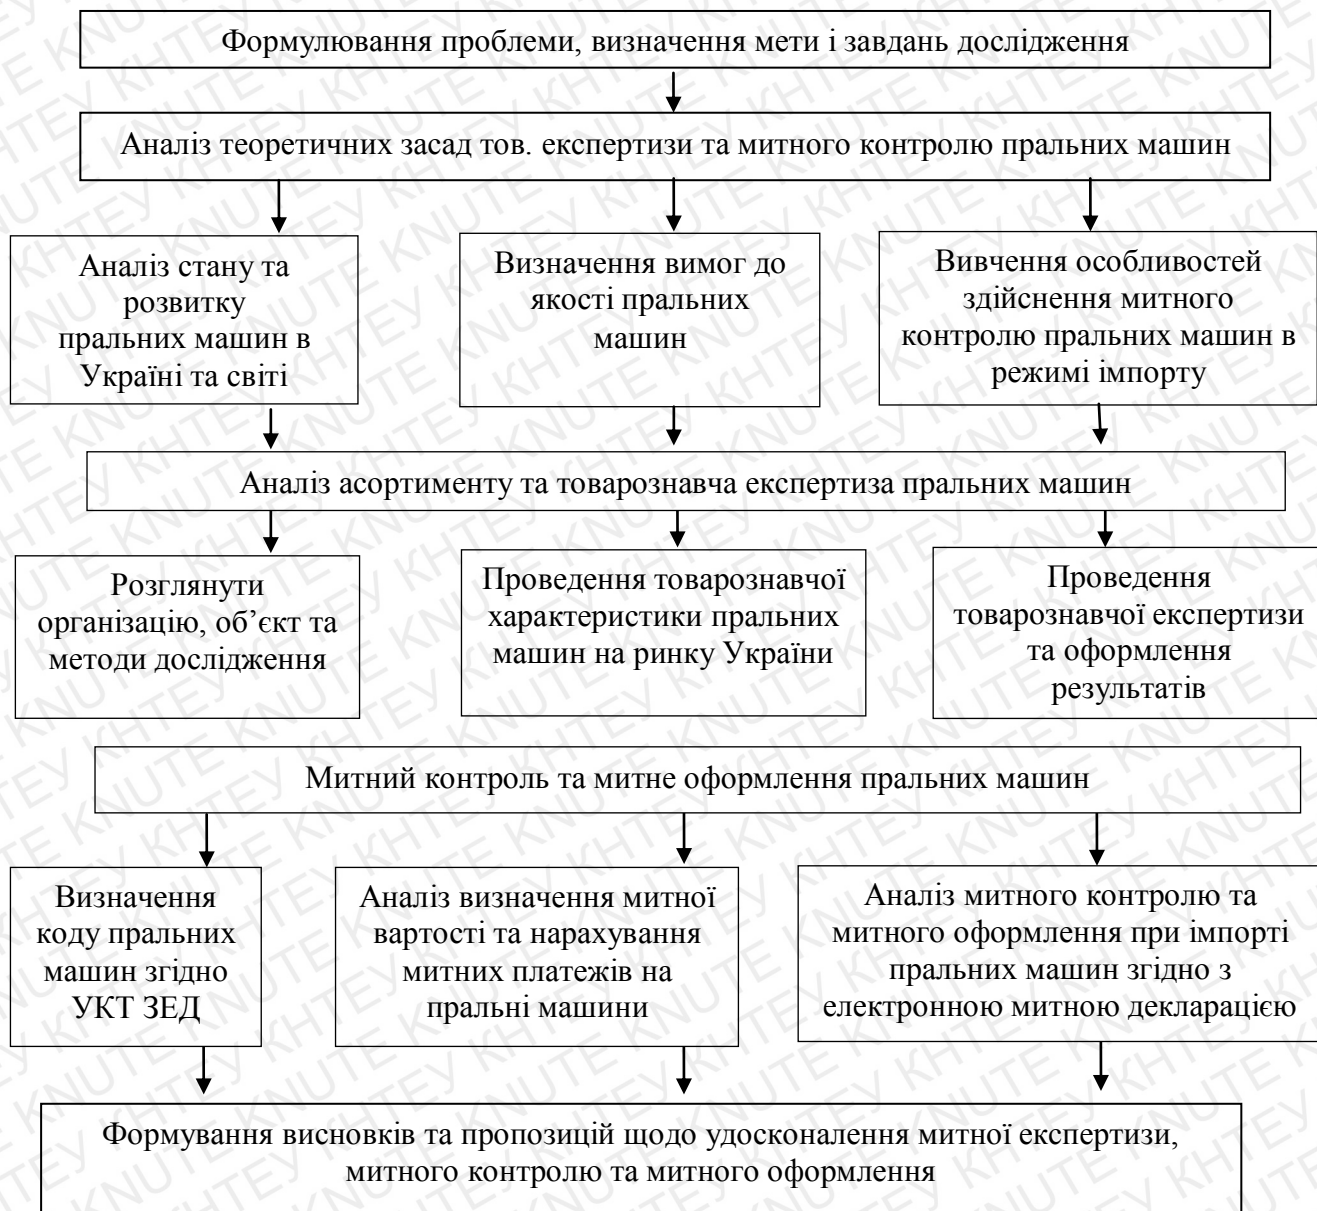 Формулювання проблеми, визначення мети і завдань дослідження
Аналіз теоретичних засад тов. експертизи та митного контролю пральних машин
Аналіз стану та
розвитку
пральних машин в
Україні та світі
Визначення вимог до
якості пральних
машин
Вивчення особливостей
здійснення митного
контролю пральних машин в
режимі імпорту
Аналіз асортименту та товарознавча експертиза пральних машин
Розглянути
організацію, об’єкт та
методи дослідження
Проведення товарознавчої
характеристики пральних
машин на ринку України
Проведення
товарознавчої експертизи
та оформлення
результатів
Митний контроль та митне оформлення пральних машин
Визначення
коду пральних
машин згідно
УКТ ЗЕД
Аналіз визначення митної
вартості та нарахування
митних платежів на
пральні машини
Аналіз митного контролю та
митного оформлення при імпорті
пральних машин згідно з
електронною митною декларацією
Формування висновків та пропозицій щодо удосконалення митної експертизи,
митного контролю та митного оформлення